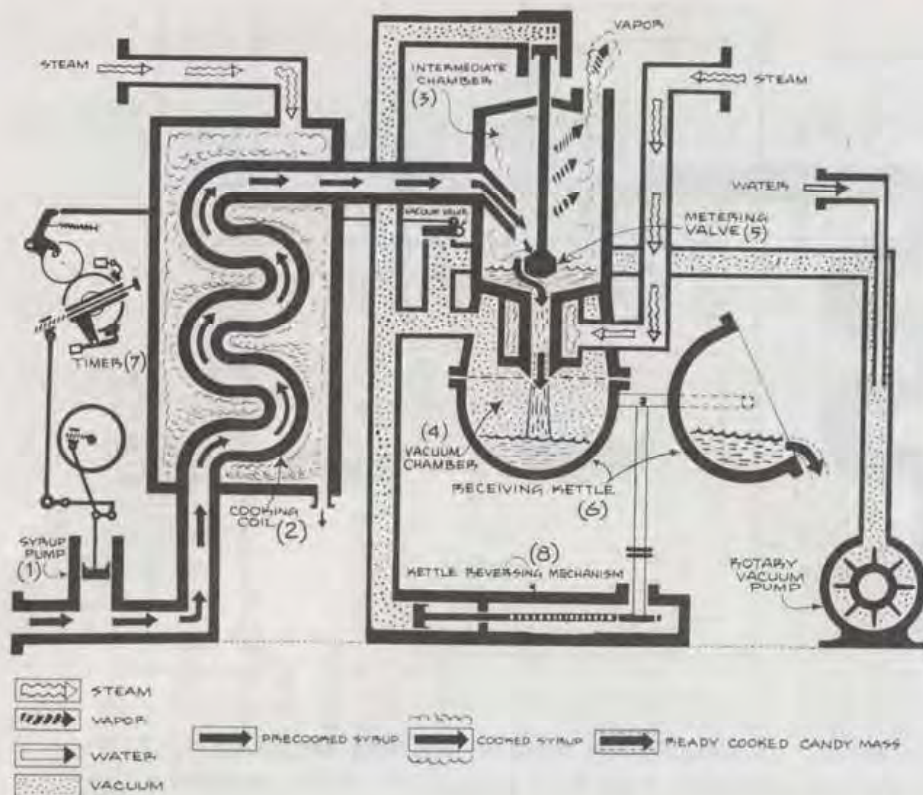 VAPOR
STEAM
INTERMEDIATE
CHAMBER
(3)
STEAM
WATER
VACUUM VALVE
METERING
VALVE (5)
TIMER (7)
(4)
VACUUM
CHAMBER
RECEIVING KETTLE
(6)
COOKING
COIL (2)
SYRUP
PUMP
(1)
(8)
KETTLE REVERSING MECHANISM
ROTARY
VACUUM
PUMP
STEAM
VAPOR
WATER
VACUUM
PRECOOKED SYRUP
COOKED SYRUP
READY COOKED CANDY MASS